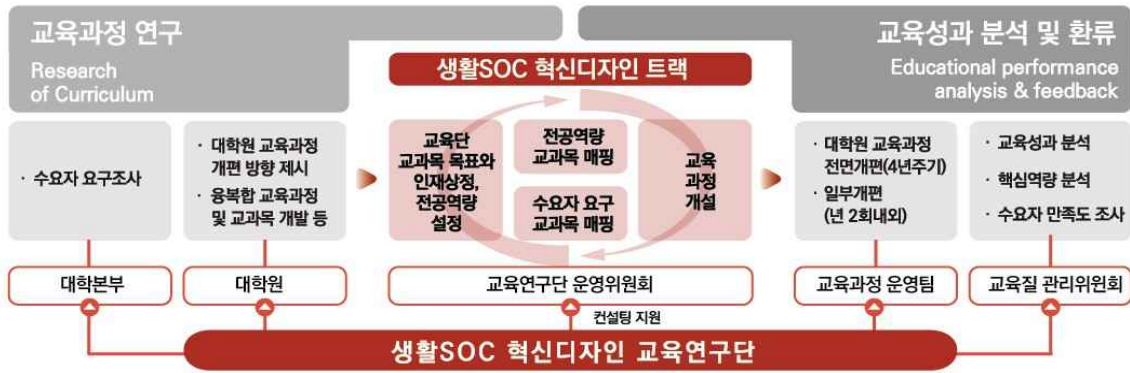 교육과정 연구
Research
of Curriculum
교육성과 분석 및 환류
Educational performance
analysis & feedback
생활SOC 혁신디자인 트랙
· 수요자 요구조사
· 대학원 교육과정
개편 방향 제시
· 융복합 교육과정
및 교과목 개발 등
교육단
교과목 목표와
인재상정,
전공역량
설정
전공역량
교과목 매핑
수요자 요구
교과목 매핑
교육
과정
개설
· 대학원 교육과정
전면개편(4년주기)
· 일부개편
(년 2회내외)
· 교육성과 분석
· 핵심역량 분석
· 수요자 만족도 조사
대학본부
대학원
교육연구단 운영위원회
교육과정 운영팀
교육질 관리위원회
컨설팅 지원
생활SOC 혁신디자인 교육연구단